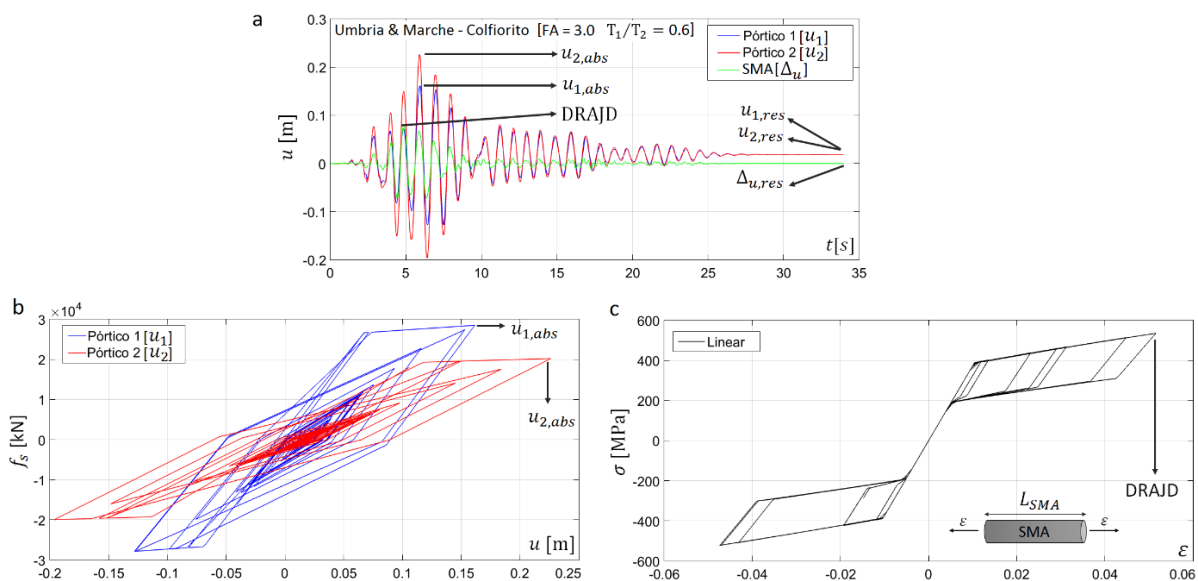 a
Umbria & Marche - Colfiorito [FA = 3.0 T₁/T₂ = 0.6]
Pórtico 1 [u₁]
Pórtico 2 [u₂]
SMA[Δᵤ]
u₂,abs
u₁,abs
DRAJD
u₁,res
u₂,res
Δᵤ,res
u [m]
0.3
0.2
0.1
0
-0.1
-0.2
0 5 10 15 20 25 30 35
t[s]
b
×10⁴
Pórtico 1 [u₁]
Pórtico 2 [u₂]
u₁,abs
u₂,abs
fₛ [kN]
3
2
1
0
-1
-2
-3
-0.2 -0.15 -0.1 -0.05 0 0.05 0.1 0.15 0.2 0.25
u [m]
c
Linear
σ [MPa]
600
400
200
0
-200
-400
-600
DRAJD
L_SMA
ε SMA ε
-0.06 -0.04 -0.02 0 0.02 0.04 0.06
ε